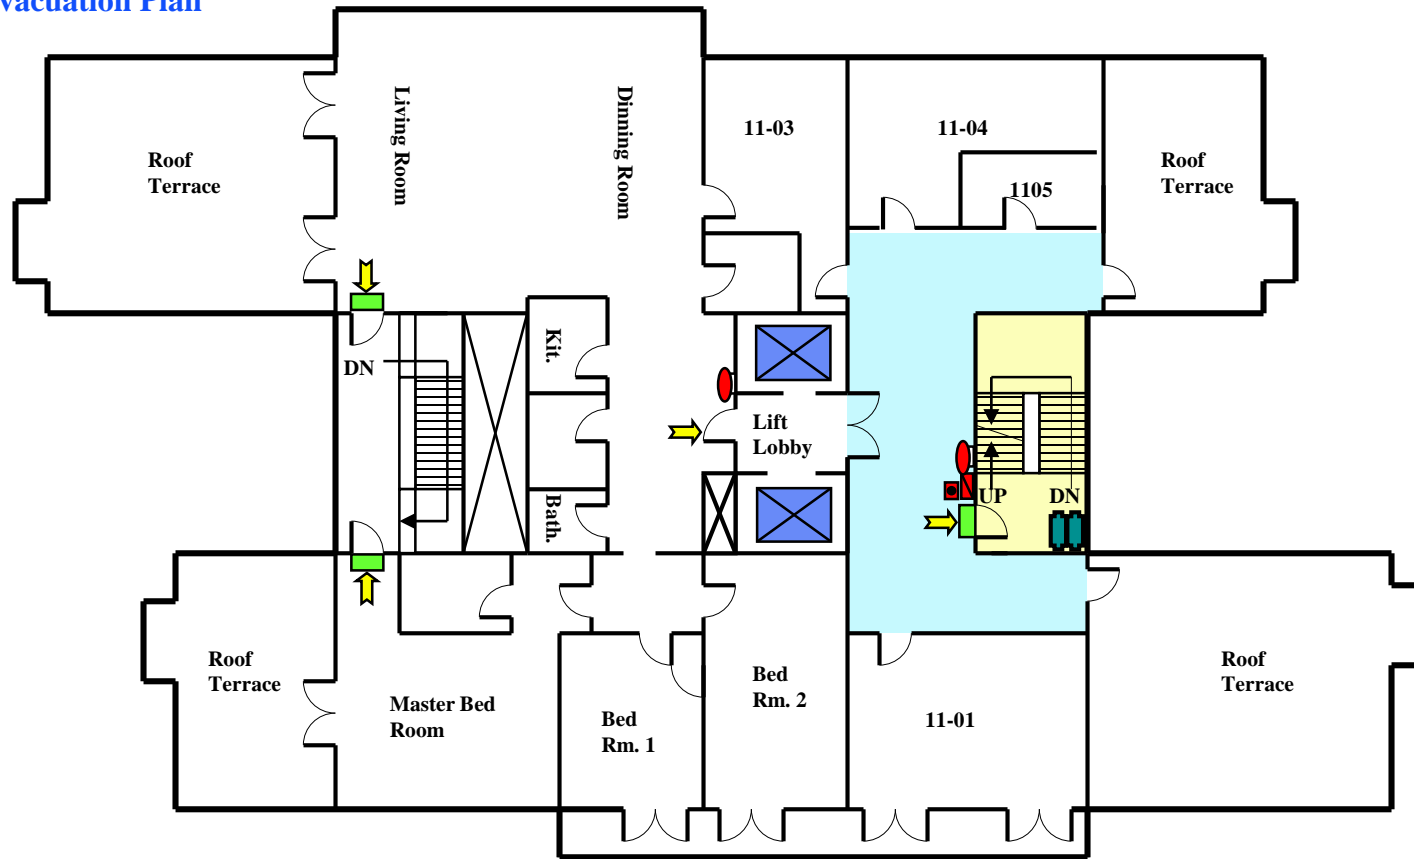 vacuation Plan
Living Room
Dinning Room
11-03
11-04
Roof
Terrace
Roof
Terrace
1105
Kit.
DN
Lift
Lobby
UP
DN
Bath.
Roof
Terrace
Master Bed
Room
Bed
Rm. 1
Bed
Rm. 2
11-01
Roof
Terrace